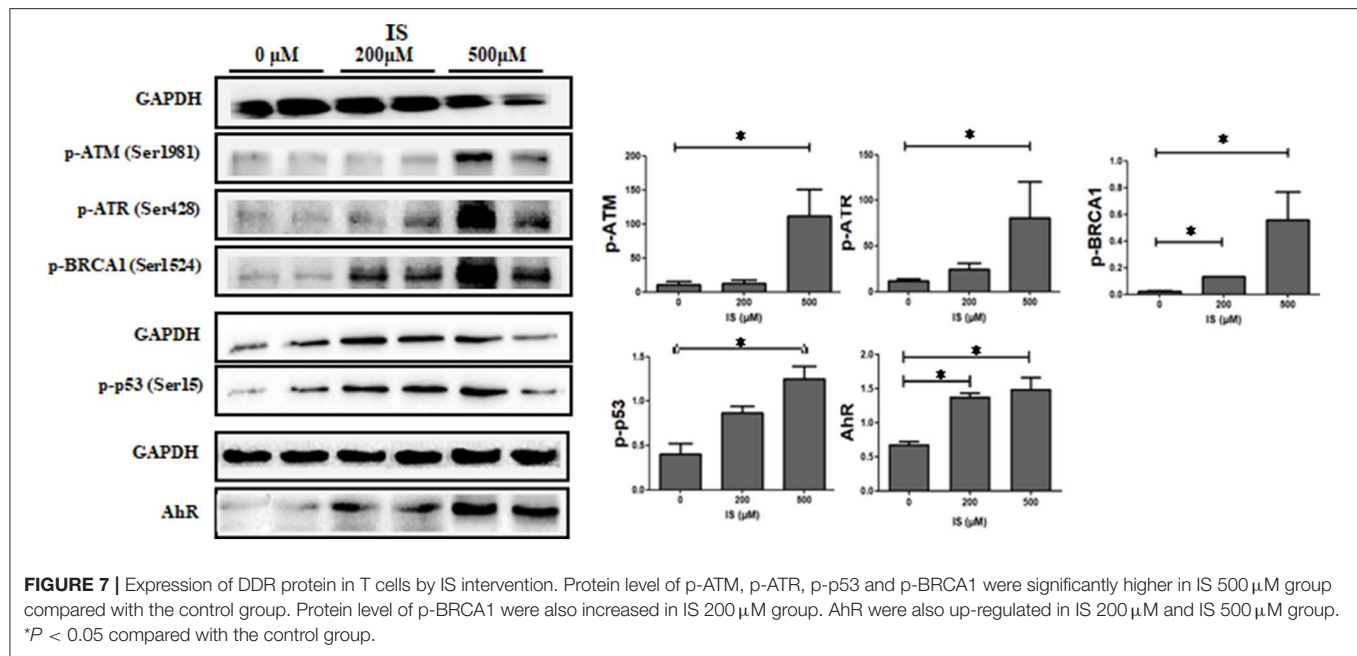 IS
0 µM 200µM 500µM
GAPDH
p-ATM (Ser1981)
p-ATR (Ser428)
p-BRCA1 (Ser1524)
GAPDH
p-p53 (Ser15)
GAPDH
AhR
*
p-ATM
200
150
100
50
0
0 200 500
IS (µM)
*
p-ATR
150
100
50
0
0 200 500
IS (µM)
*
*
p-BRCA1
1.0
0.8
0.6
0.4
0.2
0.0
0 200 500
IS (µM)
*
p-p53
1.5
1.0
0.5
0.0
0 200 500
IS (µM)
*
*
AhR
2.0
1.5
1.0
0.5
0.0
0 200 500
IS (µM)
FIGURE 7 | Expression of DDR protein in T cells by IS intervention. Protein level of p-ATM, p-ATR, p-p53 and p-BRCA1 were significantly higher in IS 500 µM group
compared with the control group. Protein level of p-BRCA1 were also increased in IS 200 µM group. AhR were also up-regulated in IS 200 µM and IS 500 µM group.
*P < 0.05 compared with the control group.